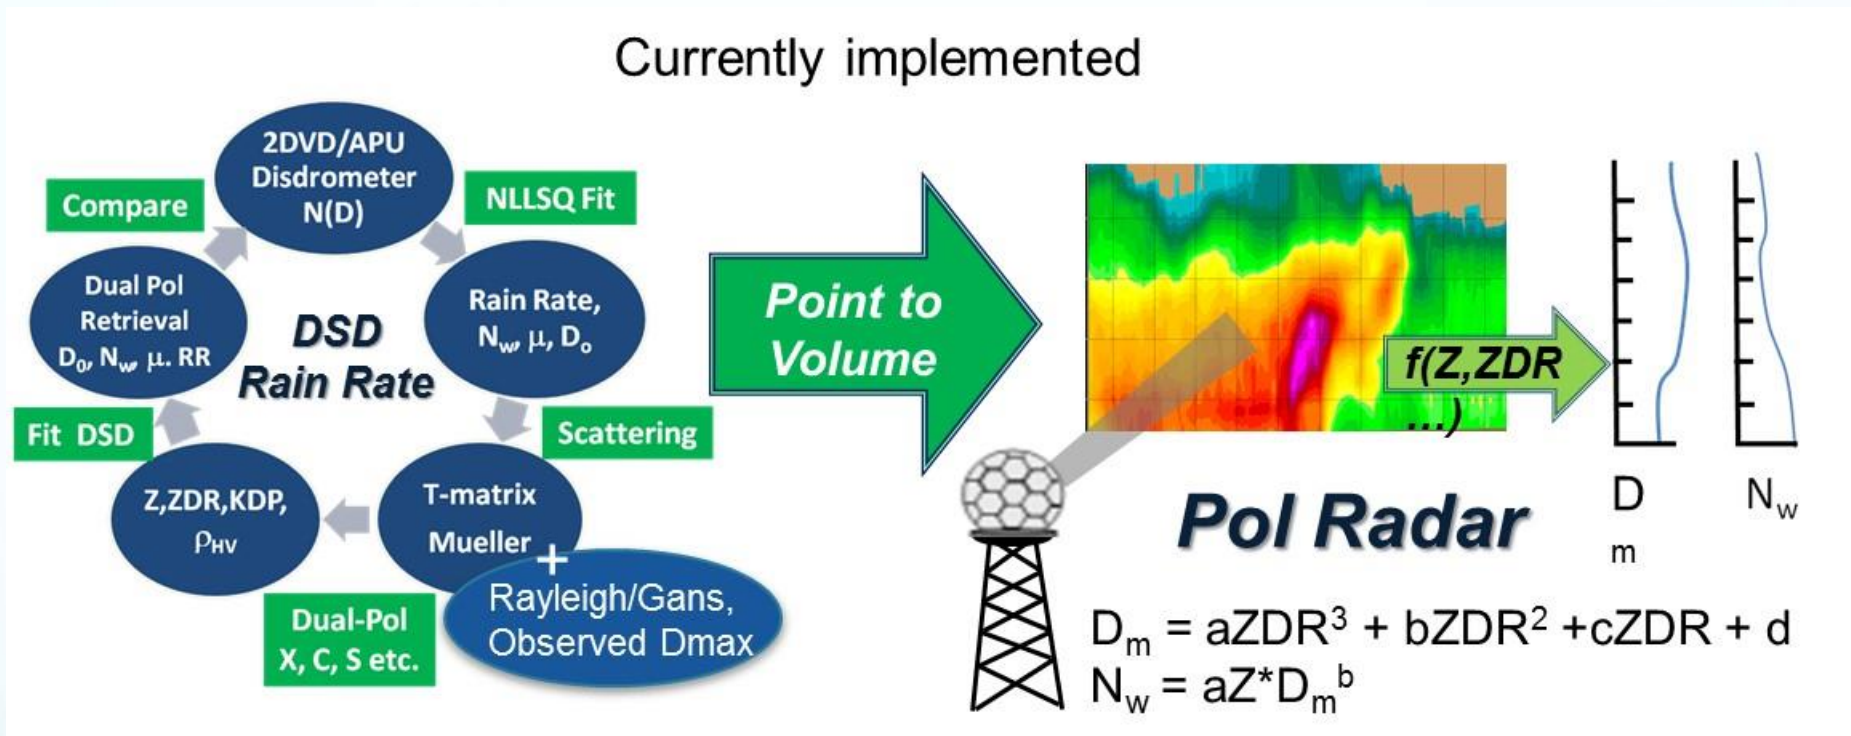 Currently implemented
2DVD/APU
Disdrometer
N(D)
NLLSQ Fit
Rain Rate,
Nw, μ, Do
Scattering
T-matrix
Mueller
+
Rayleigh/Gans,
Observed Dmax
Dual-Pol
X, C, S etc.
Z,ZDR,KDP,
ρHV
Fit DSD
Dual Pol
Retrieval
D0, Nw, μ. RR
Compare
DSD
Rain Rate
Point to
Volume
f(Z,ZDR
...)
Pol Radar
D
m
Nw
Dm = aZDR³ + bZDR² +cZDR + d
Nw = aZ*Dm^b